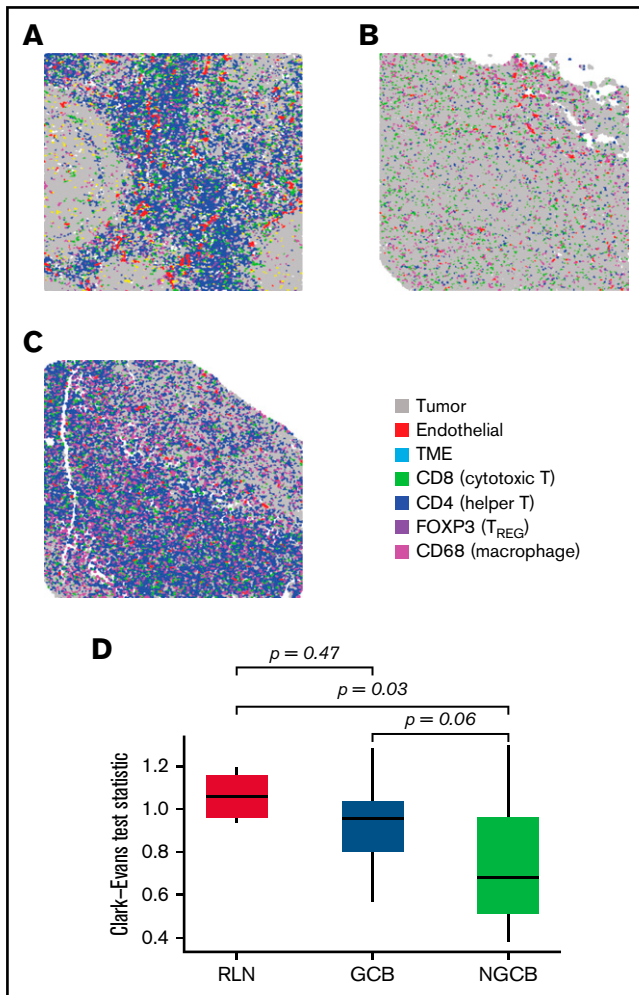 A
B
C
Tumor
Endothelial
TME
CD8 (cytotoxic T)
CD4 (helper T)
FOXP3 (T_REG)
CD68 (macrophage)
D
p = 0.47
p = 0.03
p = 0.06
Clark–Evans test statistic
1.2
1.0
0.8
0.6
0.4
RLN GCB NGCB